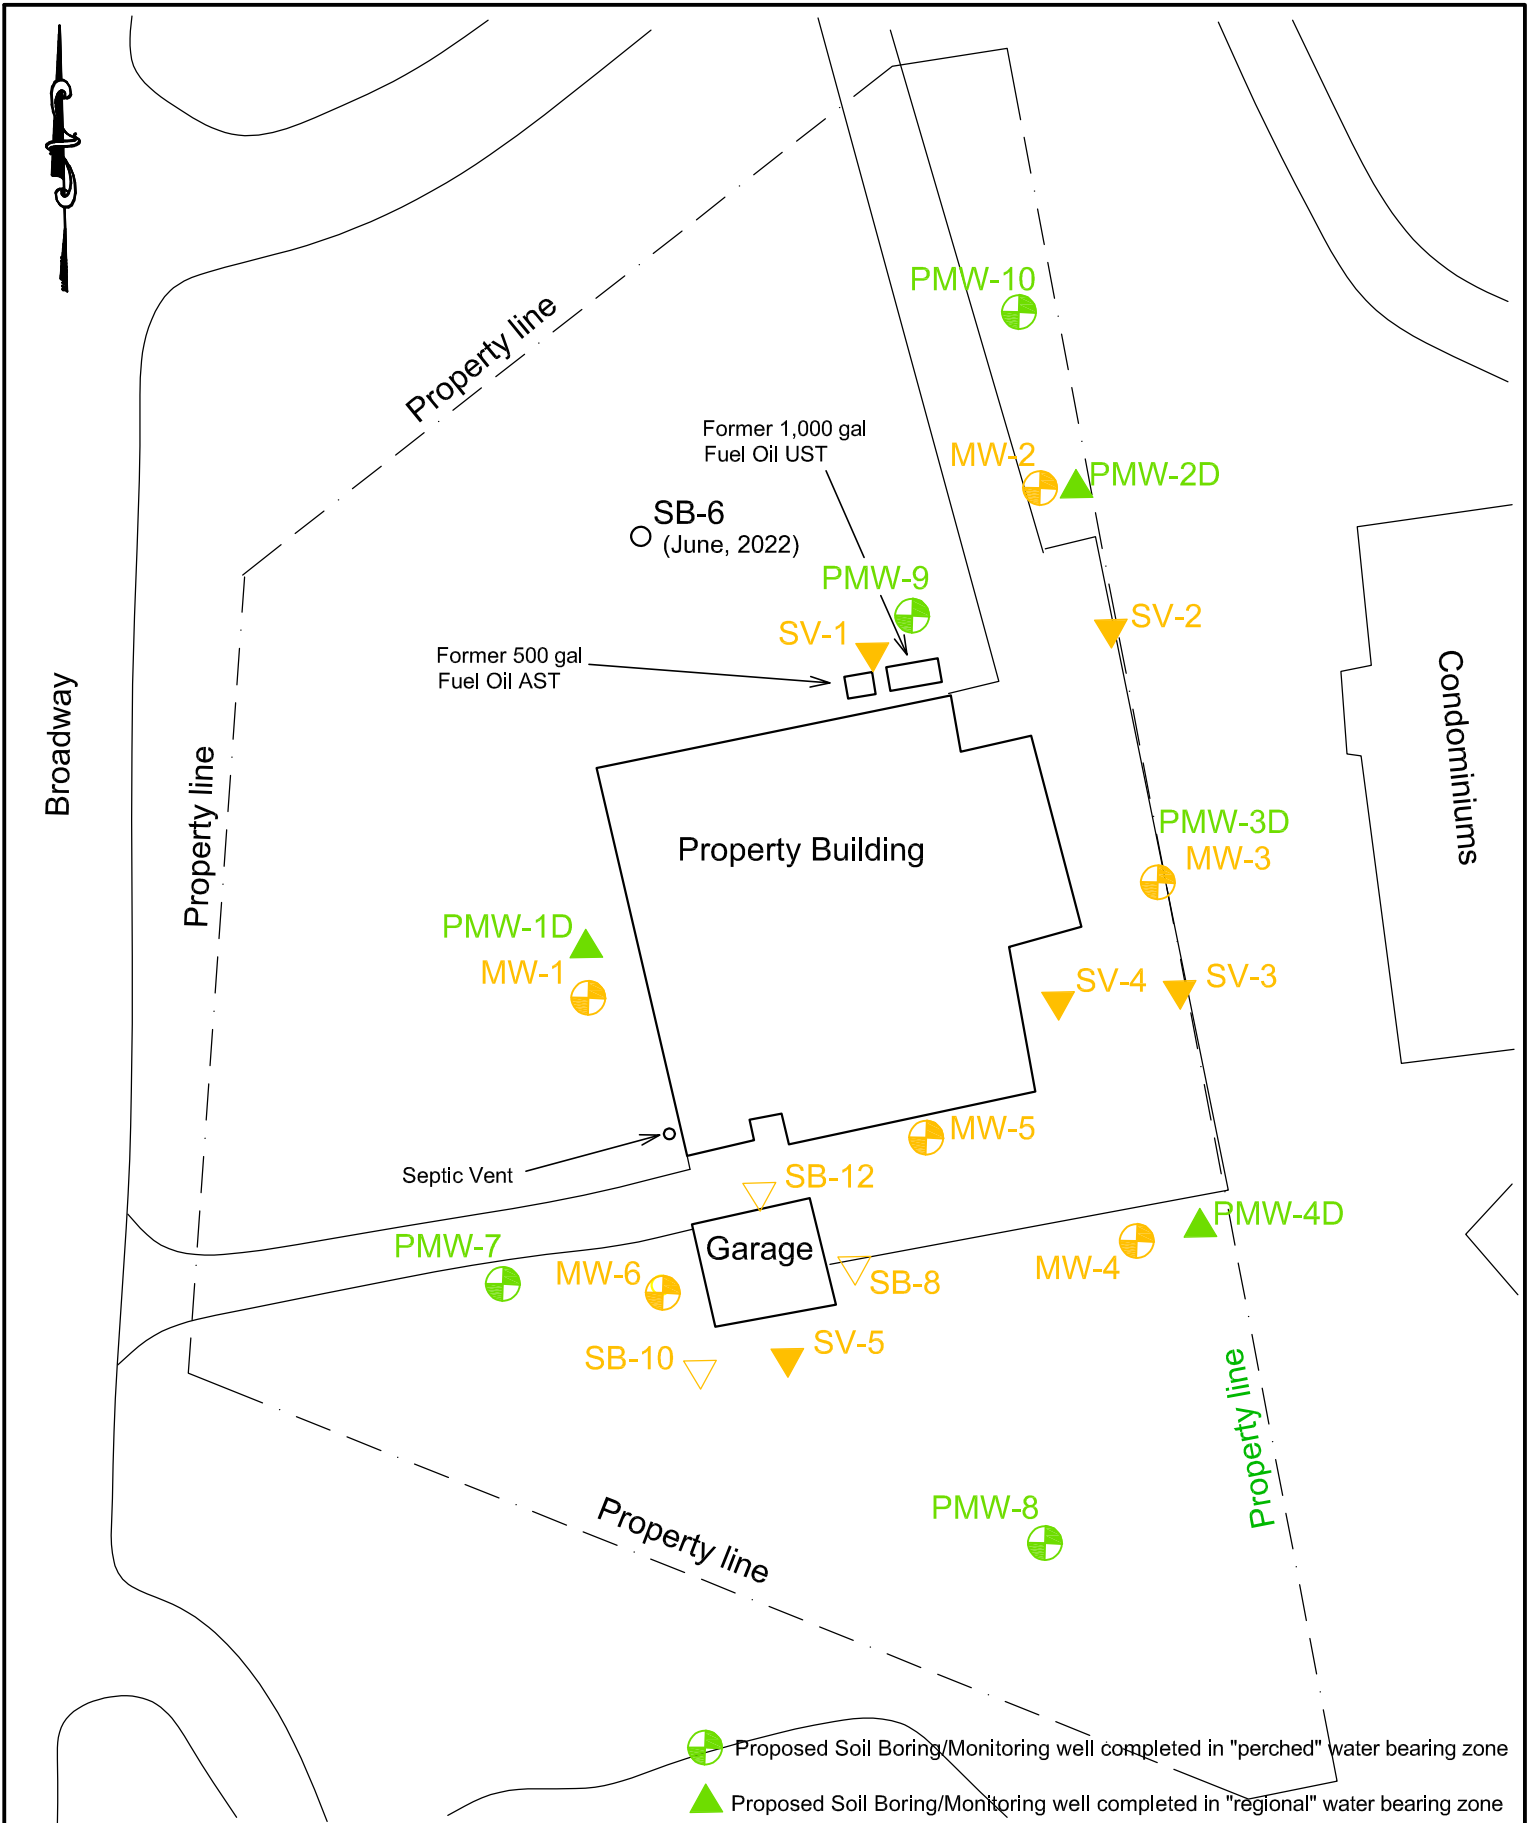 PMW-10
Property line
Former 1,000 gal
Fuel Oil UST
MW-2
PMW-2D
SB-6
(June, 2022)
PMW-9
SV-1
SV-2
Former 500 gal
Fuel Oil AST
Condominiums
Broadway
Property line
PMW-3D
Property Building
MW-3
PMW-1D
MW-1
SV-4
SV-3
MW-5
Septic Vent
SB-12
PMW-4D
PMW-7
Garage
MW-6
MW-4
SB-8
SV-5
SB-10
Property line
PMW-8
Property line
Proposed Soil Boring/Monitoring well completed in "perched" water bearing zone
Proposed Soil Boring/Monitoring well completed in "regional" water bearing zone